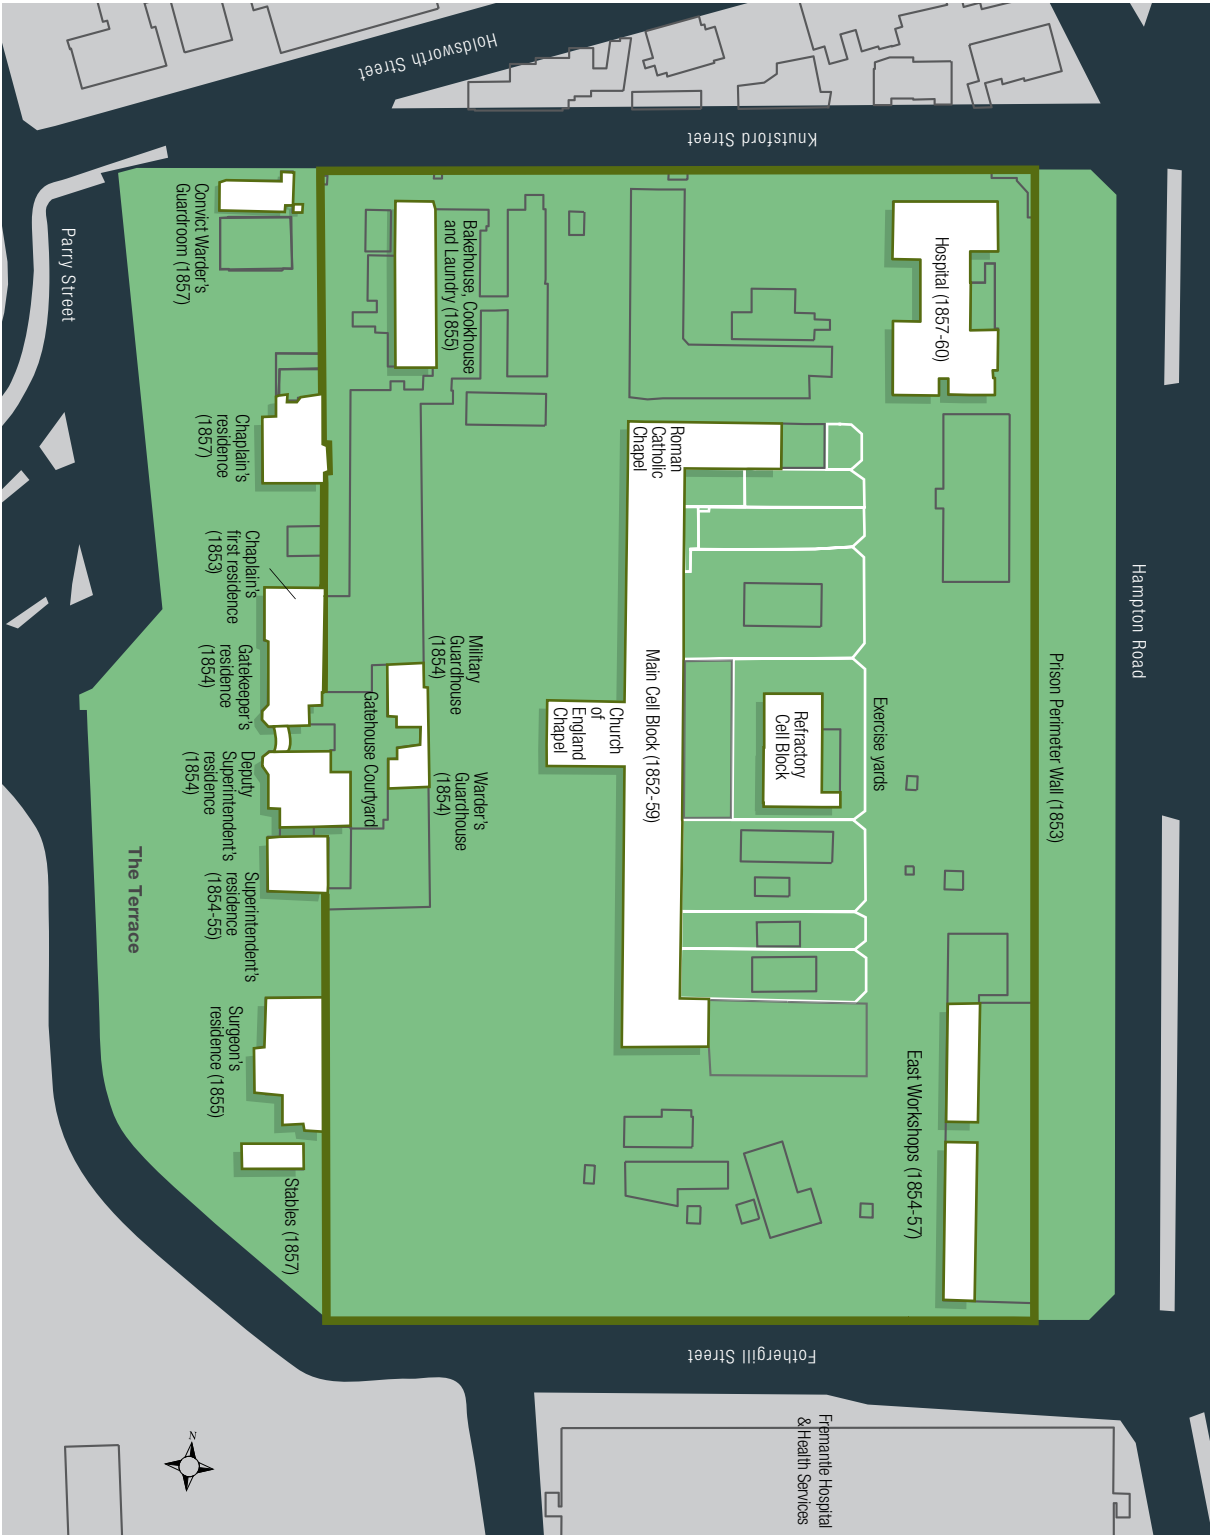 Holdsworth Street
Knutsford Street
Parry Street
Convict Warder's
Guardroom (1857)
Bakehouse, Cookhouse
and Laundry (1855)
Hospital (1857-60)
Chaplain's
residence
(1857)
Roman
Catholic
Chapel
Chaplain's
first residence
(1853)
Hampton Road
Gatekeeper's
residence
(1854)
Military
Guardhouse
(1854)
Main Cell Block (1852-59)
Prison Perimeter Wall (1853)
Gatehouse Courtyard
Church
of
England
Chapel
Refractory
Cell Block
Exercise yards
Deputy
Superintendent's
residence
(1854)
Warder's
Guardhouse
(1854)
The Terrace
Superintendent's
residence
(1854-55)
Surgeon's
residence (1855)
East Workshops (1854-57)
Stables (1857)
Fothergill Street
Fremantle Hospital
& Health Services
N